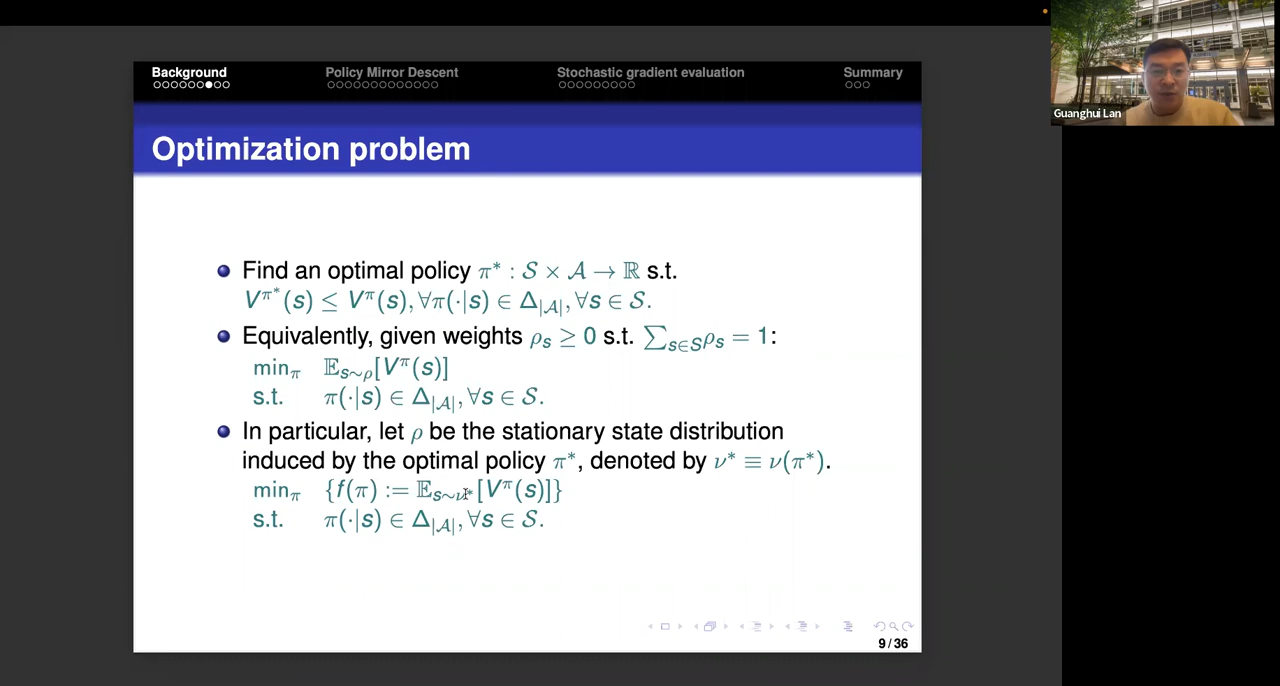 Background Policy Mirror Descent Stochastic gradient evaluation Summary
Guanghui Lan
Optimization problem
Find an optimal policy π* : 𝒮 × 𝒜 → ℝ s.t.
V^{π*}(s) ≤ V^π(s), ∀π(·|s) ∈ Δ_{|𝒜|}, ∀s ∈ 𝒮.
Equivalently, given weights ρ_s ≥ 0 s.t. ∑_{s∈S} ρ_s = 1:
min_π 𝔼_{s∼ρ}[V^π(s)]
s.t. π(·|s) ∈ Δ_{|𝒜|}, ∀s ∈ 𝒮.
In particular, let ρ be the stationary state distribution
induced by the optimal policy π*, denoted by ν* ≡ ν(π*).
min_π {f(π) := 𝔼_{s∼ν*}[V^π(s)]}
s.t. π(·|s) ∈ Δ_{|𝒜|}, ∀s ∈ 𝒮.
9 / 36